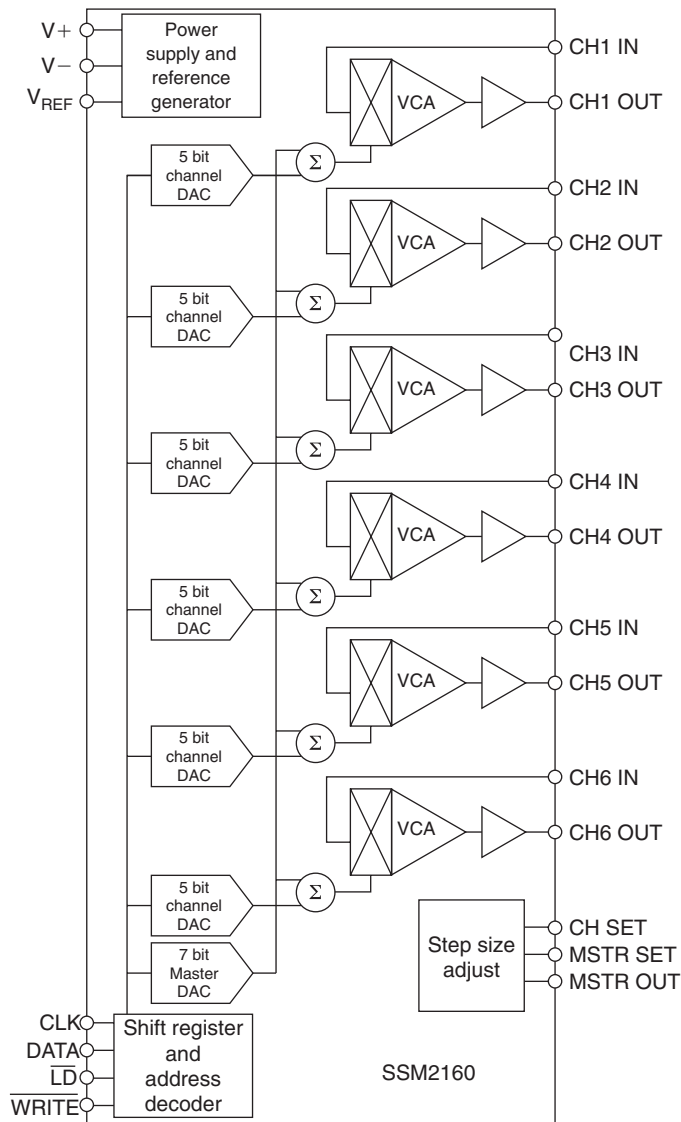 V+
V−
VREF
Power
supply and
reference
generator
CH1 IN
VCA
CH1 OUT
5 bit
channel
DAC
Σ
CH2 IN
VCA
CH2 OUT
5 bit
channel
DAC
Σ
CH3 IN
VCA
CH3 OUT
5 bit
channel
DAC
Σ
CH4 IN
VCA
CH4 OUT
5 bit
channel
DAC
Σ
CH5 IN
VCA
CH5 OUT
5 bit
channel
DAC
Σ
CH6 IN
VCA
CH6 OUT
5 bit
channel
DAC
Σ
7 bit
Master
DAC
Step size
adjust
CH SET
MSTR SET
MSTR OUT
CLK
DATA
LD
WRITE
Shift register
and
address
decoder
SSM2160